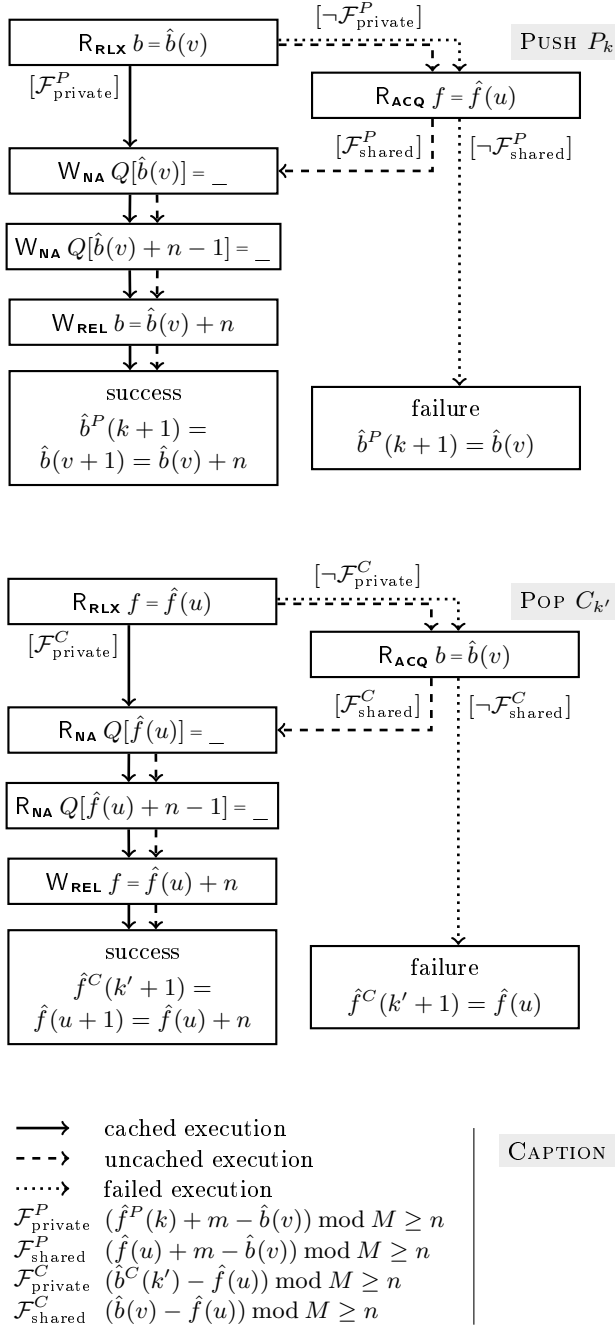 [¬𝓕^P_private]
R_RLX b = b̂(v)
PUSH P_k
[𝓕^P_private]
R_ACQ f = f̂(u)
[𝓕^P_shared] [¬𝓕^P_shared]
W_NA Q[b̂(v)] = _
W_NA Q[b̂(v) + n − 1] = _
W_REL b = b̂(v) + n
success
b̂^P(k + 1) =
b̂(v + 1) = b̂(v) + n
failure
b̂^P(k + 1) = b̂(v)
[¬𝓕^C_private]
R_RLX f = f̂(u)
POP C_k′
[𝓕^C_private]
R_ACQ b = b̂(v)
[𝓕^C_shared] [¬𝓕^C_shared]
R_NA Q[f̂(u)] = _
R_NA Q[f̂(u) + n − 1] = _
W_REL f = f̂(u) + n
success
f̂^C(k′ + 1) =
f̂(u + 1) = f̂(u) + n
failure
f̂^C(k′ + 1) = f̂(u)
cached execution
CAPTION
uncached execution
failed execution
𝓕^P_private (f̂^P(k) + m − b̂(v)) mod M ≥ n
𝓕^P_shared (f̂(u) + m − b̂(v)) mod M ≥ n
𝓕^C_private (b̂^C(k′) − f̂(u)) mod M ≥ n
𝓕^C_shared (b̂(v) − f̂(u)) mod M ≥ n